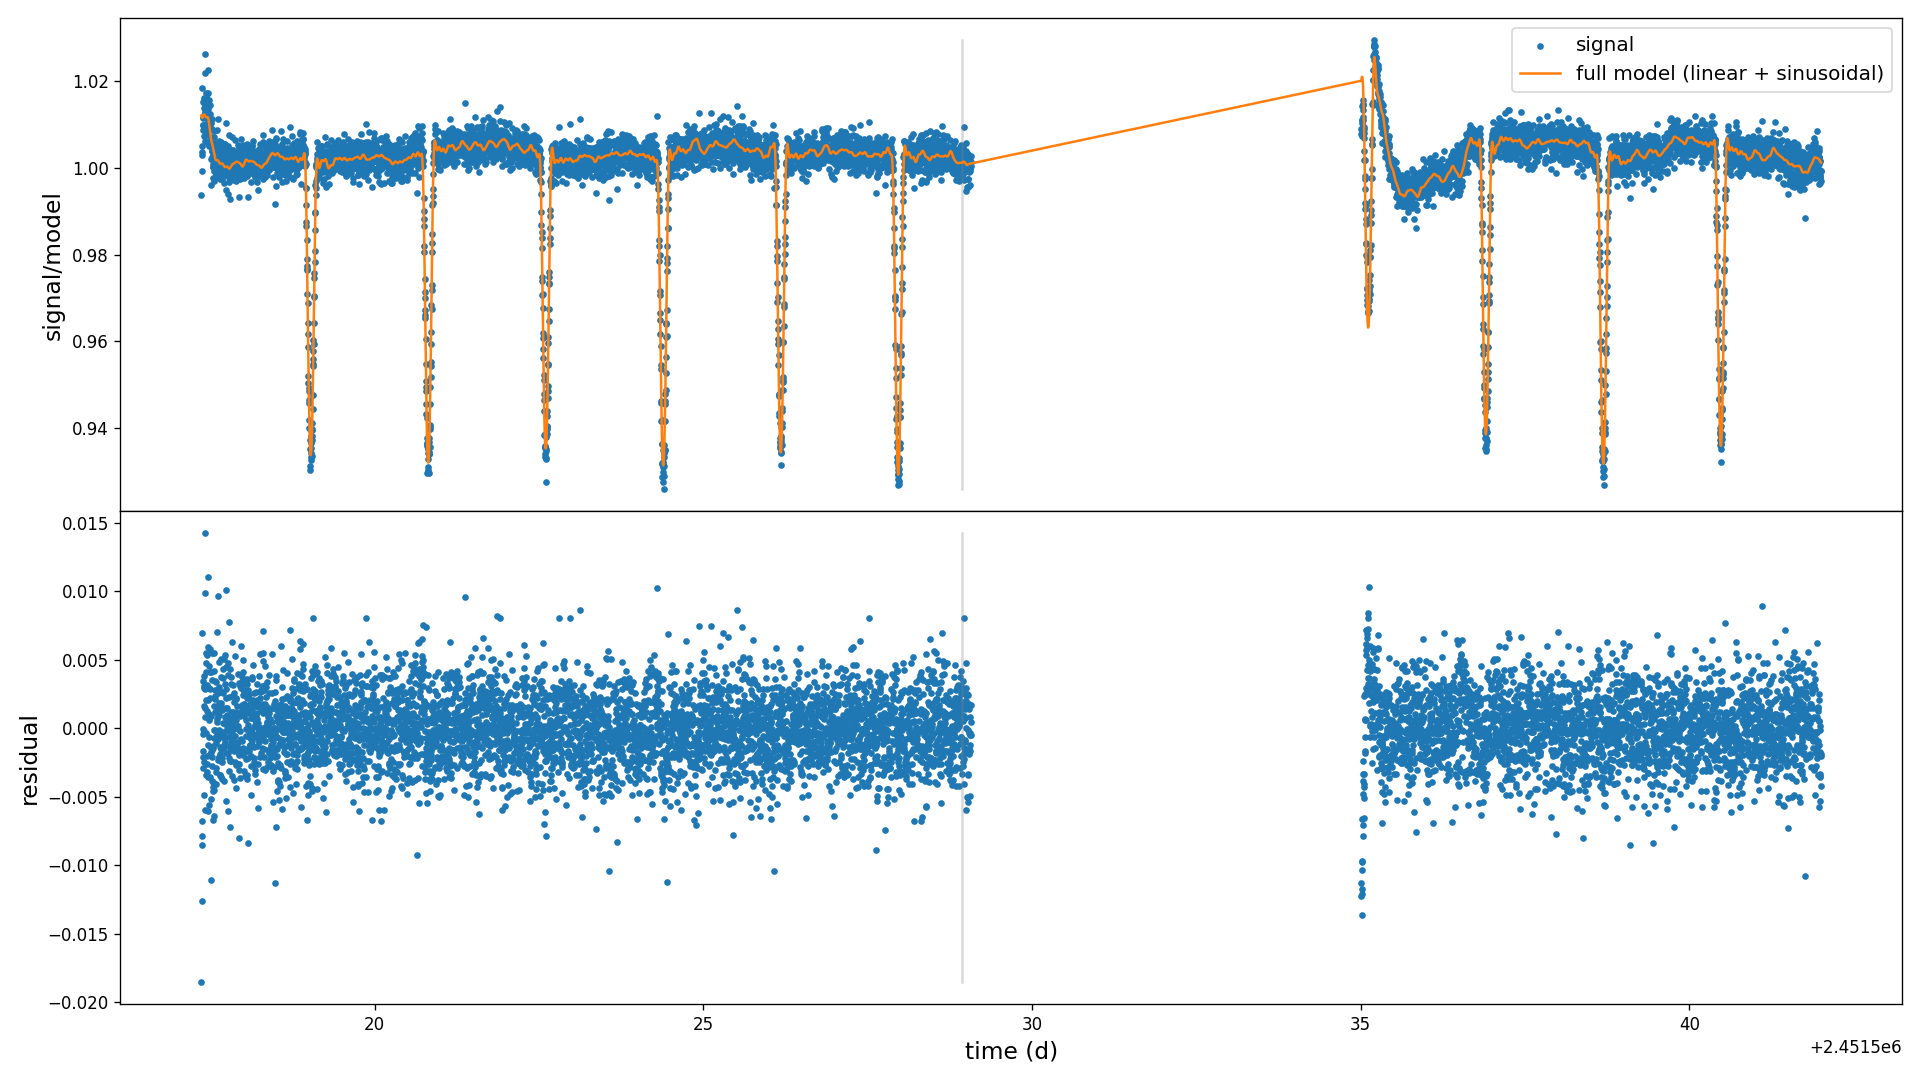 signal
full model (linear + sinusoidal)
1.02
1.00
0.98
0.96
0.94
signal/model
0.015
0.010
0.005
0.000
−0.005
−0.010
−0.015
−0.020
residual
20 25 30 35 40
time (d)
+2.4515e6